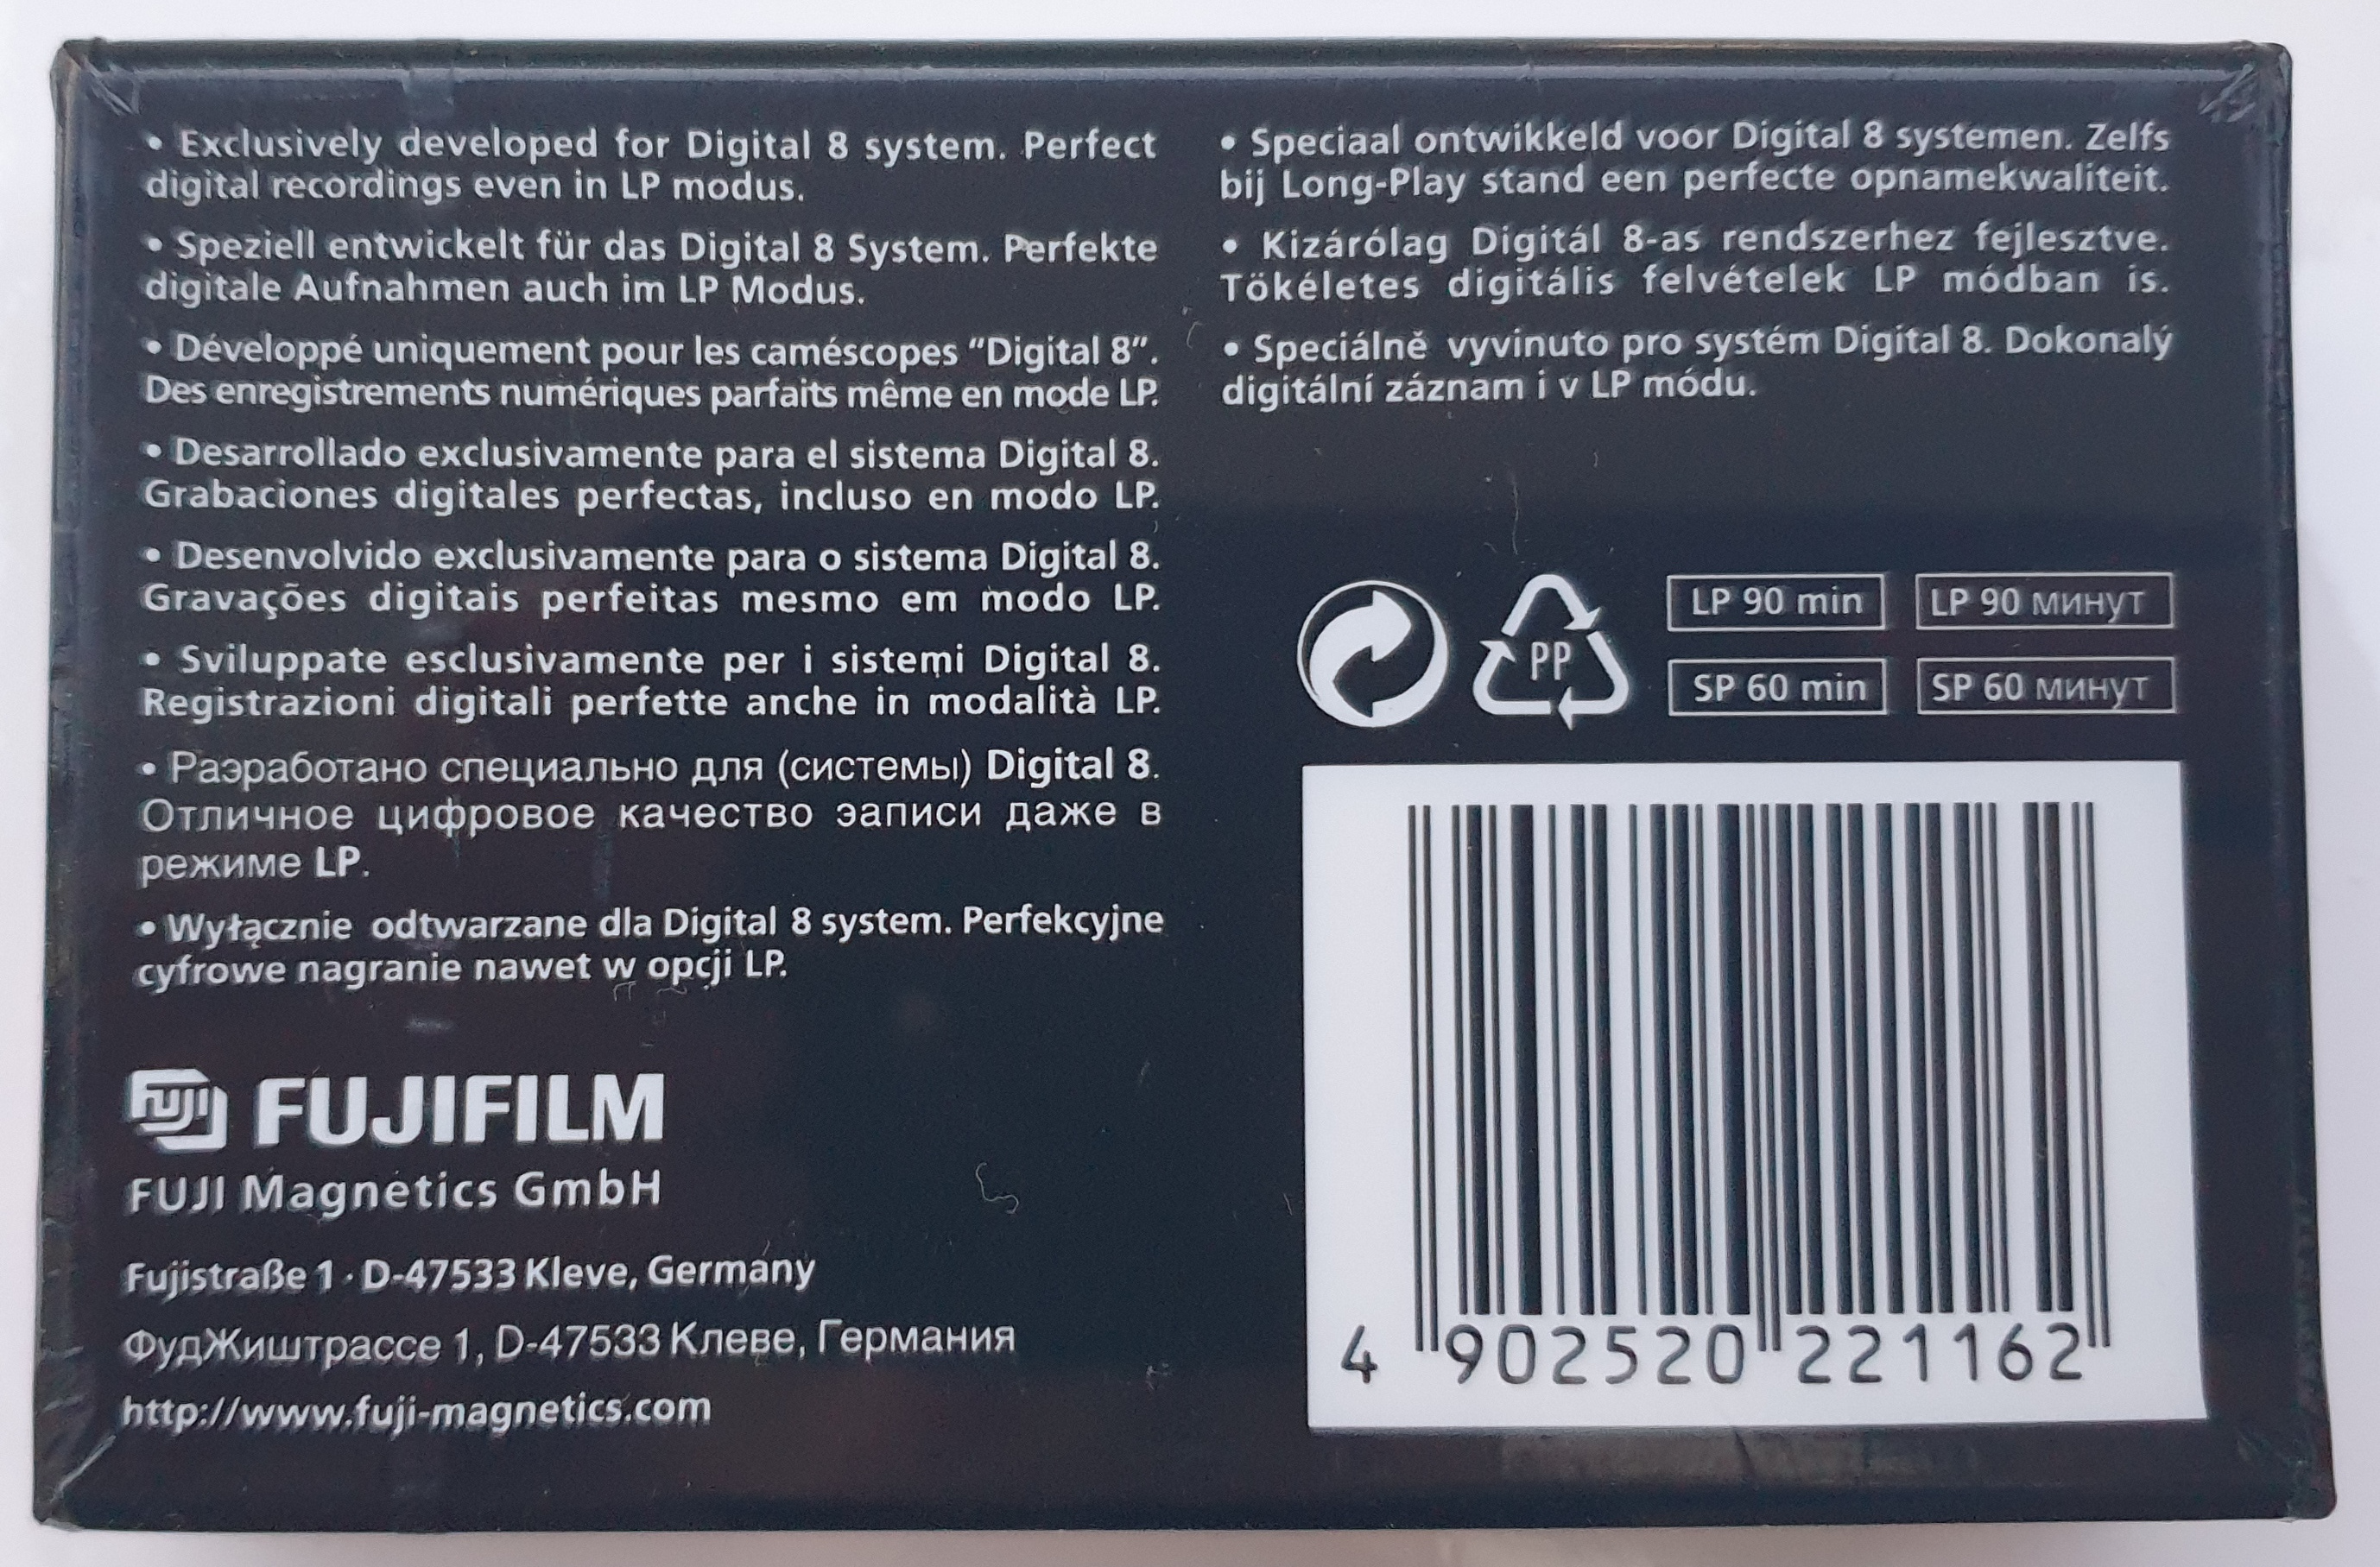 • Exclusively developed for Digital 8 system. Perfect
digital recordings even in LP modus.
• Speziell entwickelt für das Digital 8 System. Perfekte
digitale Aufnahmen auch im LP Modus.
• Développé uniquement pour les caméscopes "Digital 8".
Des enregistrements numériques parfaits même en mode LP.
• Desarrollado exclusivamente para el sistema Digital 8.
Grabaciones digitales perfectas, incluso en modo LP.
• Desenvolvido exclusivamente para o sistema Digital 8.
Gravações digitais perfeitas mesmo em modo LP.
• Sviluppate esclusivamente per i sistemi Digital 8.
Registrazioni digitali perfette anche in modalità LP.
• Раэработано специально для (системы) Digital 8.
Отличное цифровое качество эаписи даже в
режиме LP.
• Wyłącznie odtwarzane dla Digital 8 system. Perfekcyjne
cyfrowe nagranie nawet w opcji LP.
FUJI FUJIFILM
FUJI Magnetics GmbH
Fujistraße 1 · D-47533 Kleve, Germany
ФудЖиштрассе 1, D-47533 Клеве, Германия
http://www.fuji-magnetics.com
• Speciaal ontwikkeld voor Digital 8 systemen. Zelfs
bij Long-Play stand een perfecte opnamekwaliteit.
• Kizárólag Digitál 8-as rendszerhez fejlesztve.
Tökéletes digitális felvételek LP módban is.
• Speciálně vyvinuto pro systém Digital 8. Dokonalý
digitální záznam i v LP módu.
PP
LP 90 min LP 90 минут
SP 60 min SP 60 минут
4 902520 221162